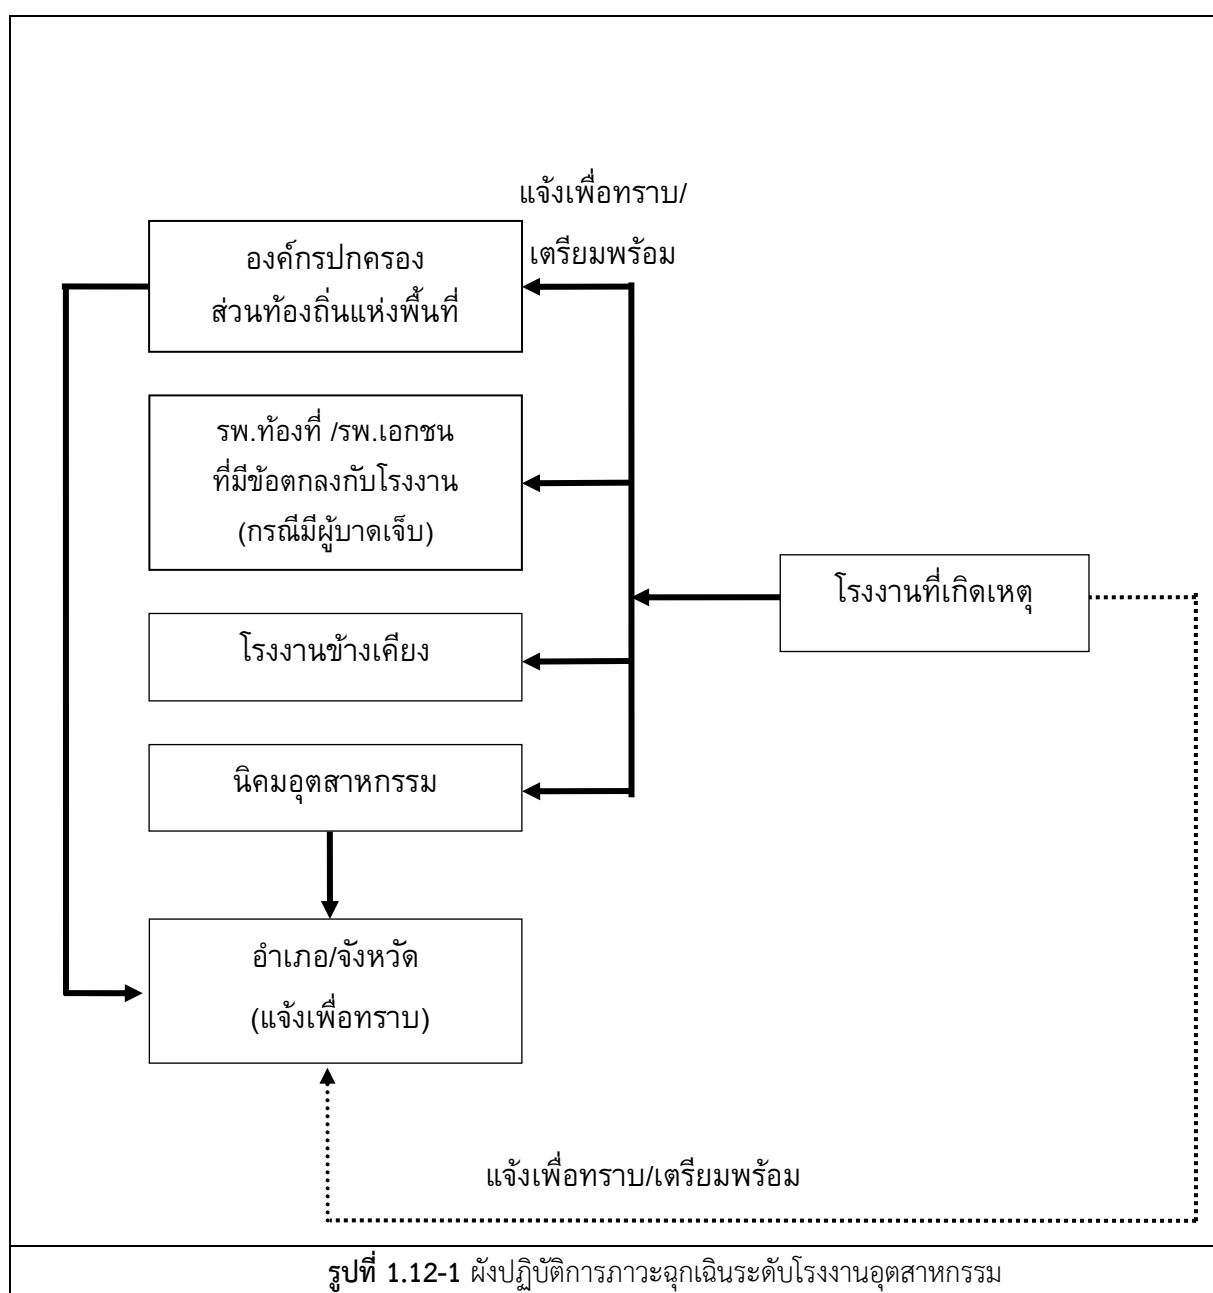 แจ้งเพื่อทราบ/
เตรียมพร้อม
องค์กรปกครอง
ส่วนท้องถิ่นแห่งพื้นที่
รพ.ท้องที่ /รพ.เอกชน
ที่มีข้อตกลงกับโรงงาน
(กรณีมีผู้บาดเจ็บ)
โรงงานที่เกิดเหตุ
โรงงานข้างเคียง
นิคมอุตสาหกรรม
อำเภอ/จังหวัด
(แจ้งเพื่อทราบ)
แจ้งเพื่อทราบ/เตรียมพร้อม
รูปที่ 1.12-1 ผังปฏิบัติการภาวะฉุกเฉินระดับโรงงานอุตสาหกรรม